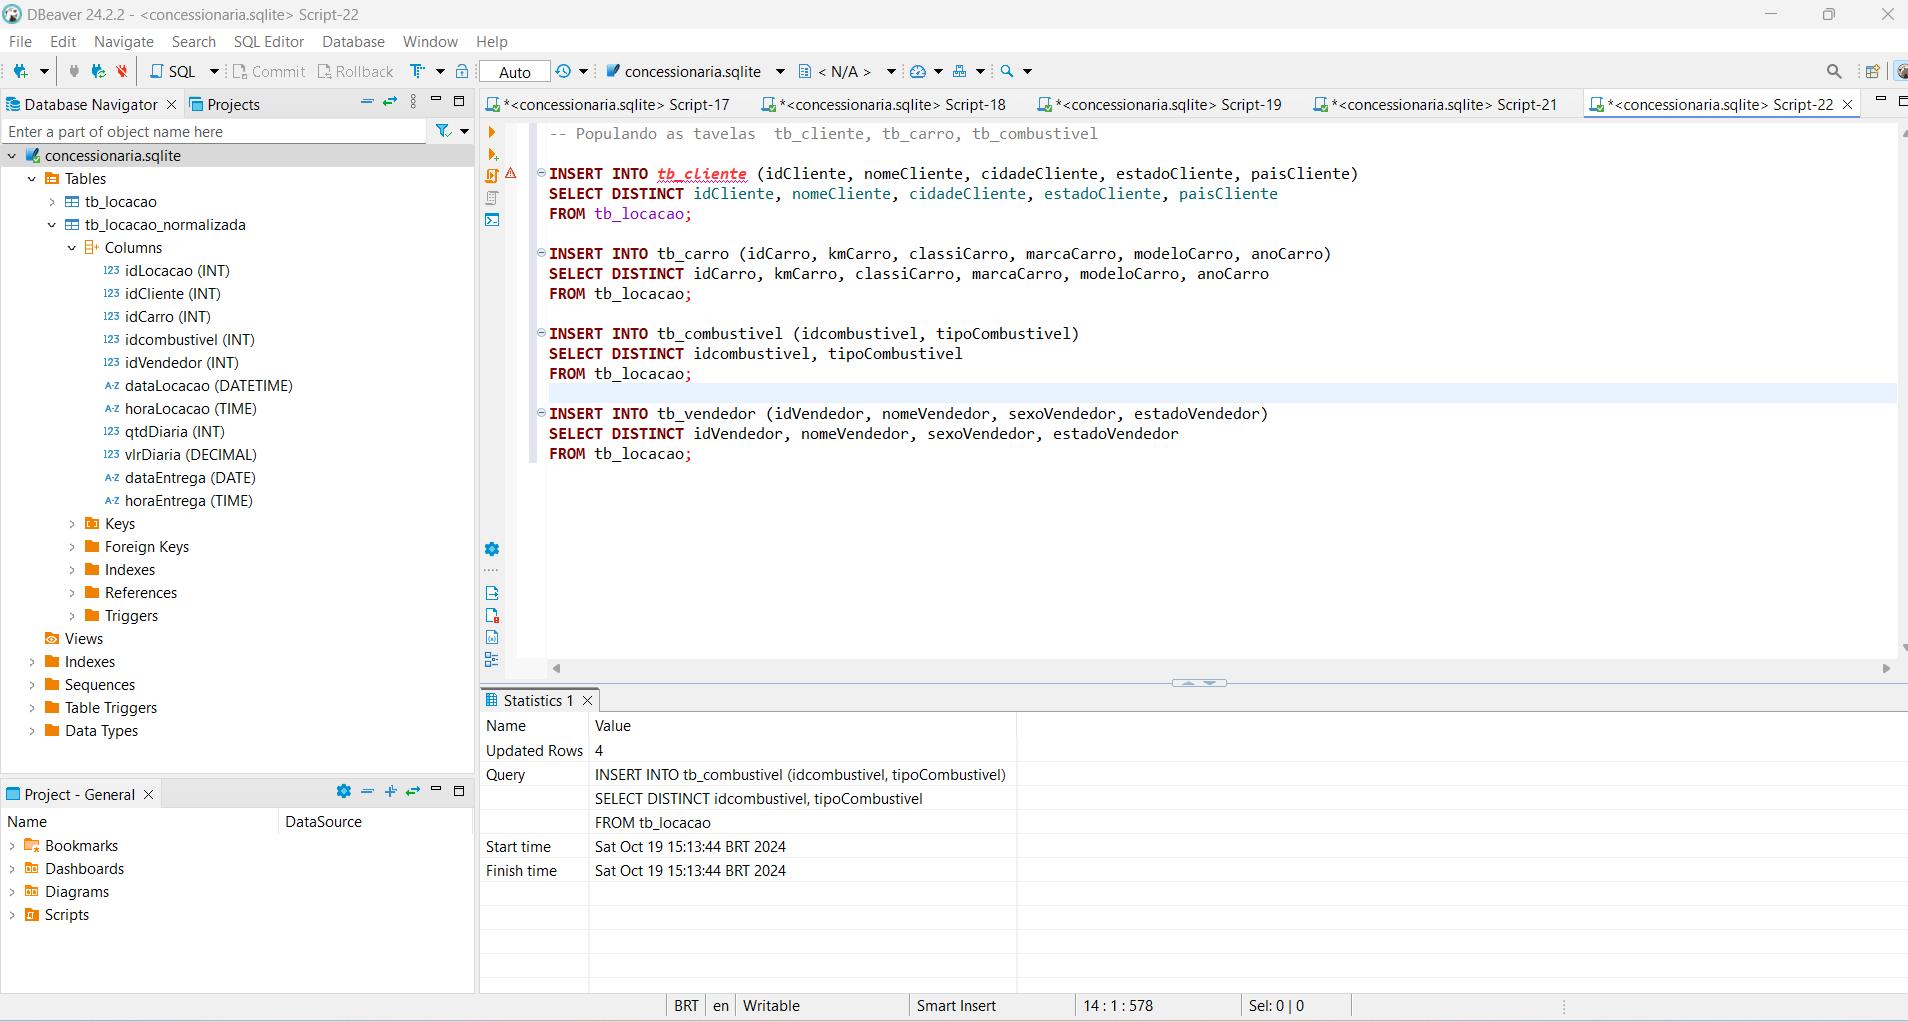 DBeaver 24.2.2 - <concessionaria.sqlite> Script-22
File Edit Navigate Search SQL Editor Database Window Help
SQL Commit Rollback Auto concessionaria.sqlite < N/A >
Database Navigator Projects
Enter a part of object name here
concessionaria.sqlite
Tables
tb_locacao
tb_locacao_normalizada
Columns
123 idLocacao (INT)
123 idCliente (INT)
123 idCarro (INT)
123 idcombustivel (INT)
123 idVendedor (INT)
A-Z dataLocacao (DATETIME)
A-Z horaLocacao (TIME)
123 qtdDiaria (INT)
123 vlrDiaria (DECIMAL)
A-Z dataEntrega (DATE)
A-Z horaEntrega (TIME)
Keys
Foreign Keys
Indexes
References
Triggers
Views
Indexes
Sequences
Table Triggers
Data Types
Project - General
Name DataSource
Bookmarks
Dashboards
Diagrams
Scripts
*<concessionaria.sqlite> Script-17 *<concessionaria.sqlite> Script-18 *<concessionaria.sqlite> Script-19 *<concessionaria.sqlite> Script-21 *<concessionaria.sqlite> Script-22
-- Populando as tavelas  tb_cliente, tb_carro, tb_combustivel
INSERT INTO tb_cliente (idCliente, nomeCliente, cidadeCliente, estadoCliente, paisCliente)
SELECT DISTINCT idCliente, nomeCliente, cidadeCliente, estadoCliente, paisCliente
FROM tb_locacao;
INSERT INTO tb_carro (idCarro, kmCarro, classiCarro, marcaCarro, modeloCarro, anoCarro)
SELECT DISTINCT idCarro, kmCarro, classiCarro, marcaCarro, modeloCarro, anoCarro
FROM tb_locacao;
INSERT INTO tb_combustivel (idcombustivel, tipoCombustivel)
SELECT DISTINCT idcombustivel, tipoCombustivel
FROM tb_locacao;
INSERT INTO tb_vendedor (idVendedor, nomeVendedor, sexoVendedor, estadoVendedor)
SELECT DISTINCT idVendedor, nomeVendedor, sexoVendedor, estadoVendedor
FROM tb_locacao;
Statistics 1
Name Value
Updated Rows 4
Query INSERT INTO tb_combustivel (idcombustivel, tipoCombustivel)
SELECT DISTINCT idcombustivel, tipoCombustivel
FROM tb_locacao
Start time Sat Oct 19 15:13:44 BRT 2024
Finish time Sat Oct 19 15:13:44 BRT 2024
BRT en Writable Smart Insert 14 : 1 : 578 Sel: 0 | 0